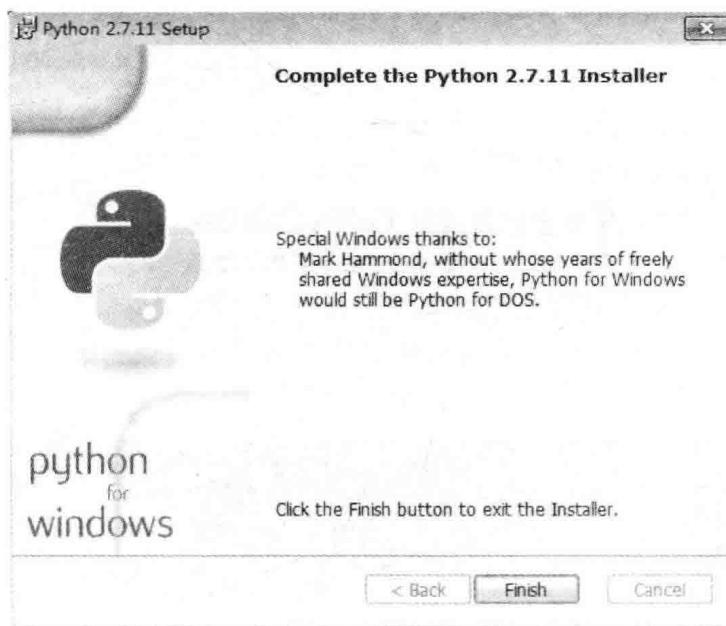 Python 2.7.11 Setup
Complete the Python 2.7.11 Installer
Special Windows thanks to:
Mark Hammond, without whose years of freely
shared Windows expertise, Python for Windows
would still be Python for DOS.
python
for
windows
Click the Finish button to exit the Installer.
< Back
Finish
Cancel